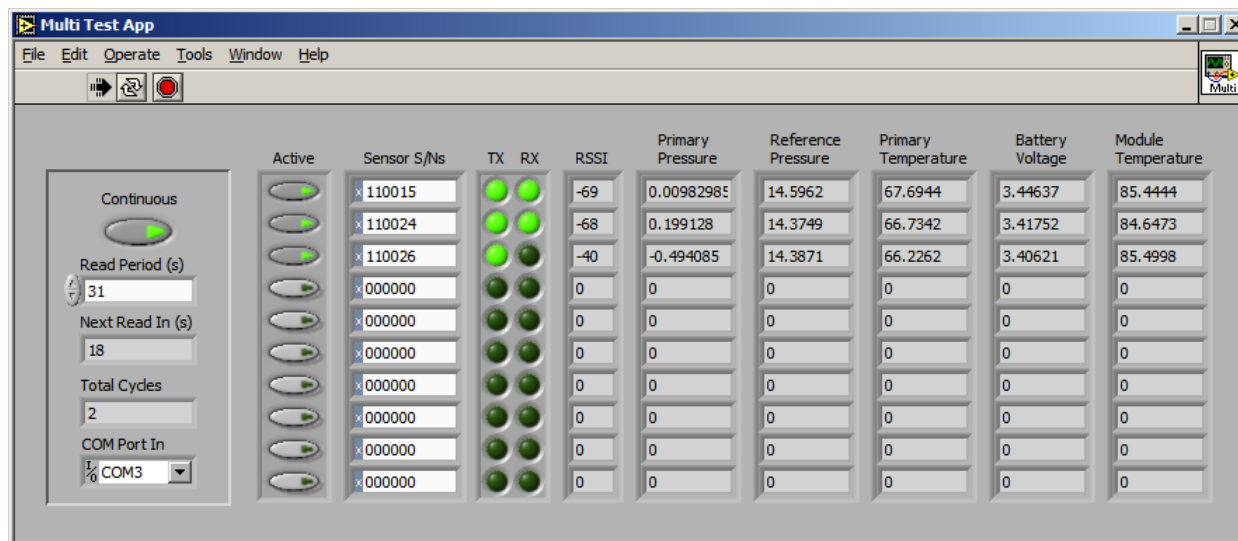 Multi Test App
File Edit Operate Tools Window Help
Multi
Continuous
Read Period (s)
31
Next Read In (s)
18
Total Cycles
2
COM Port In
I/O COM3
Active Sensor S/Ns TX RX RSSI Primary Pressure Reference Pressure Primary Temperature Battery Voltage Module Temperature
x 110015 -69 0.00982985 14.5962 67.6944 3.44637 85.4444
x 110024 -68 0.199128 14.3749 66.7342 3.41752 84.6473
x 110026 -40 -0.494085 14.3871 66.2262 3.40621 85.4998
x 000000 0 0 0 0 0 0
x 000000 0 0 0 0 0 0
x 000000 0 0 0 0 0 0
x 000000 0 0 0 0 0 0
x 000000 0 0 0 0 0 0
x 000000 0 0 0 0 0 0
x 000000 0 0 0 0 0 0